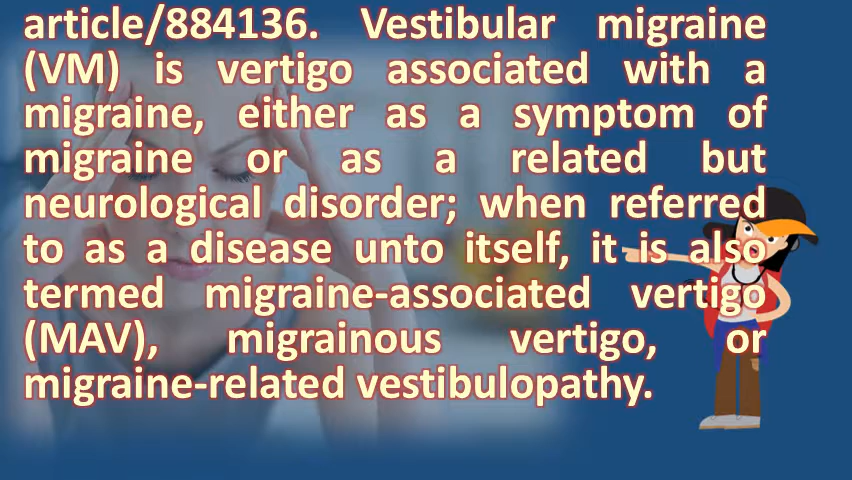 article/884136. Vestibular migraine
(VM) is vertigo associated with a
migraine, either as a symptom of
migraine or as a related but
neurological disorder; when referred
to as a disease unto itself, it is also
termed migraine-associated vertigo
(MAV), migrainous vertigo, or
migraine-related vestibulopathy.